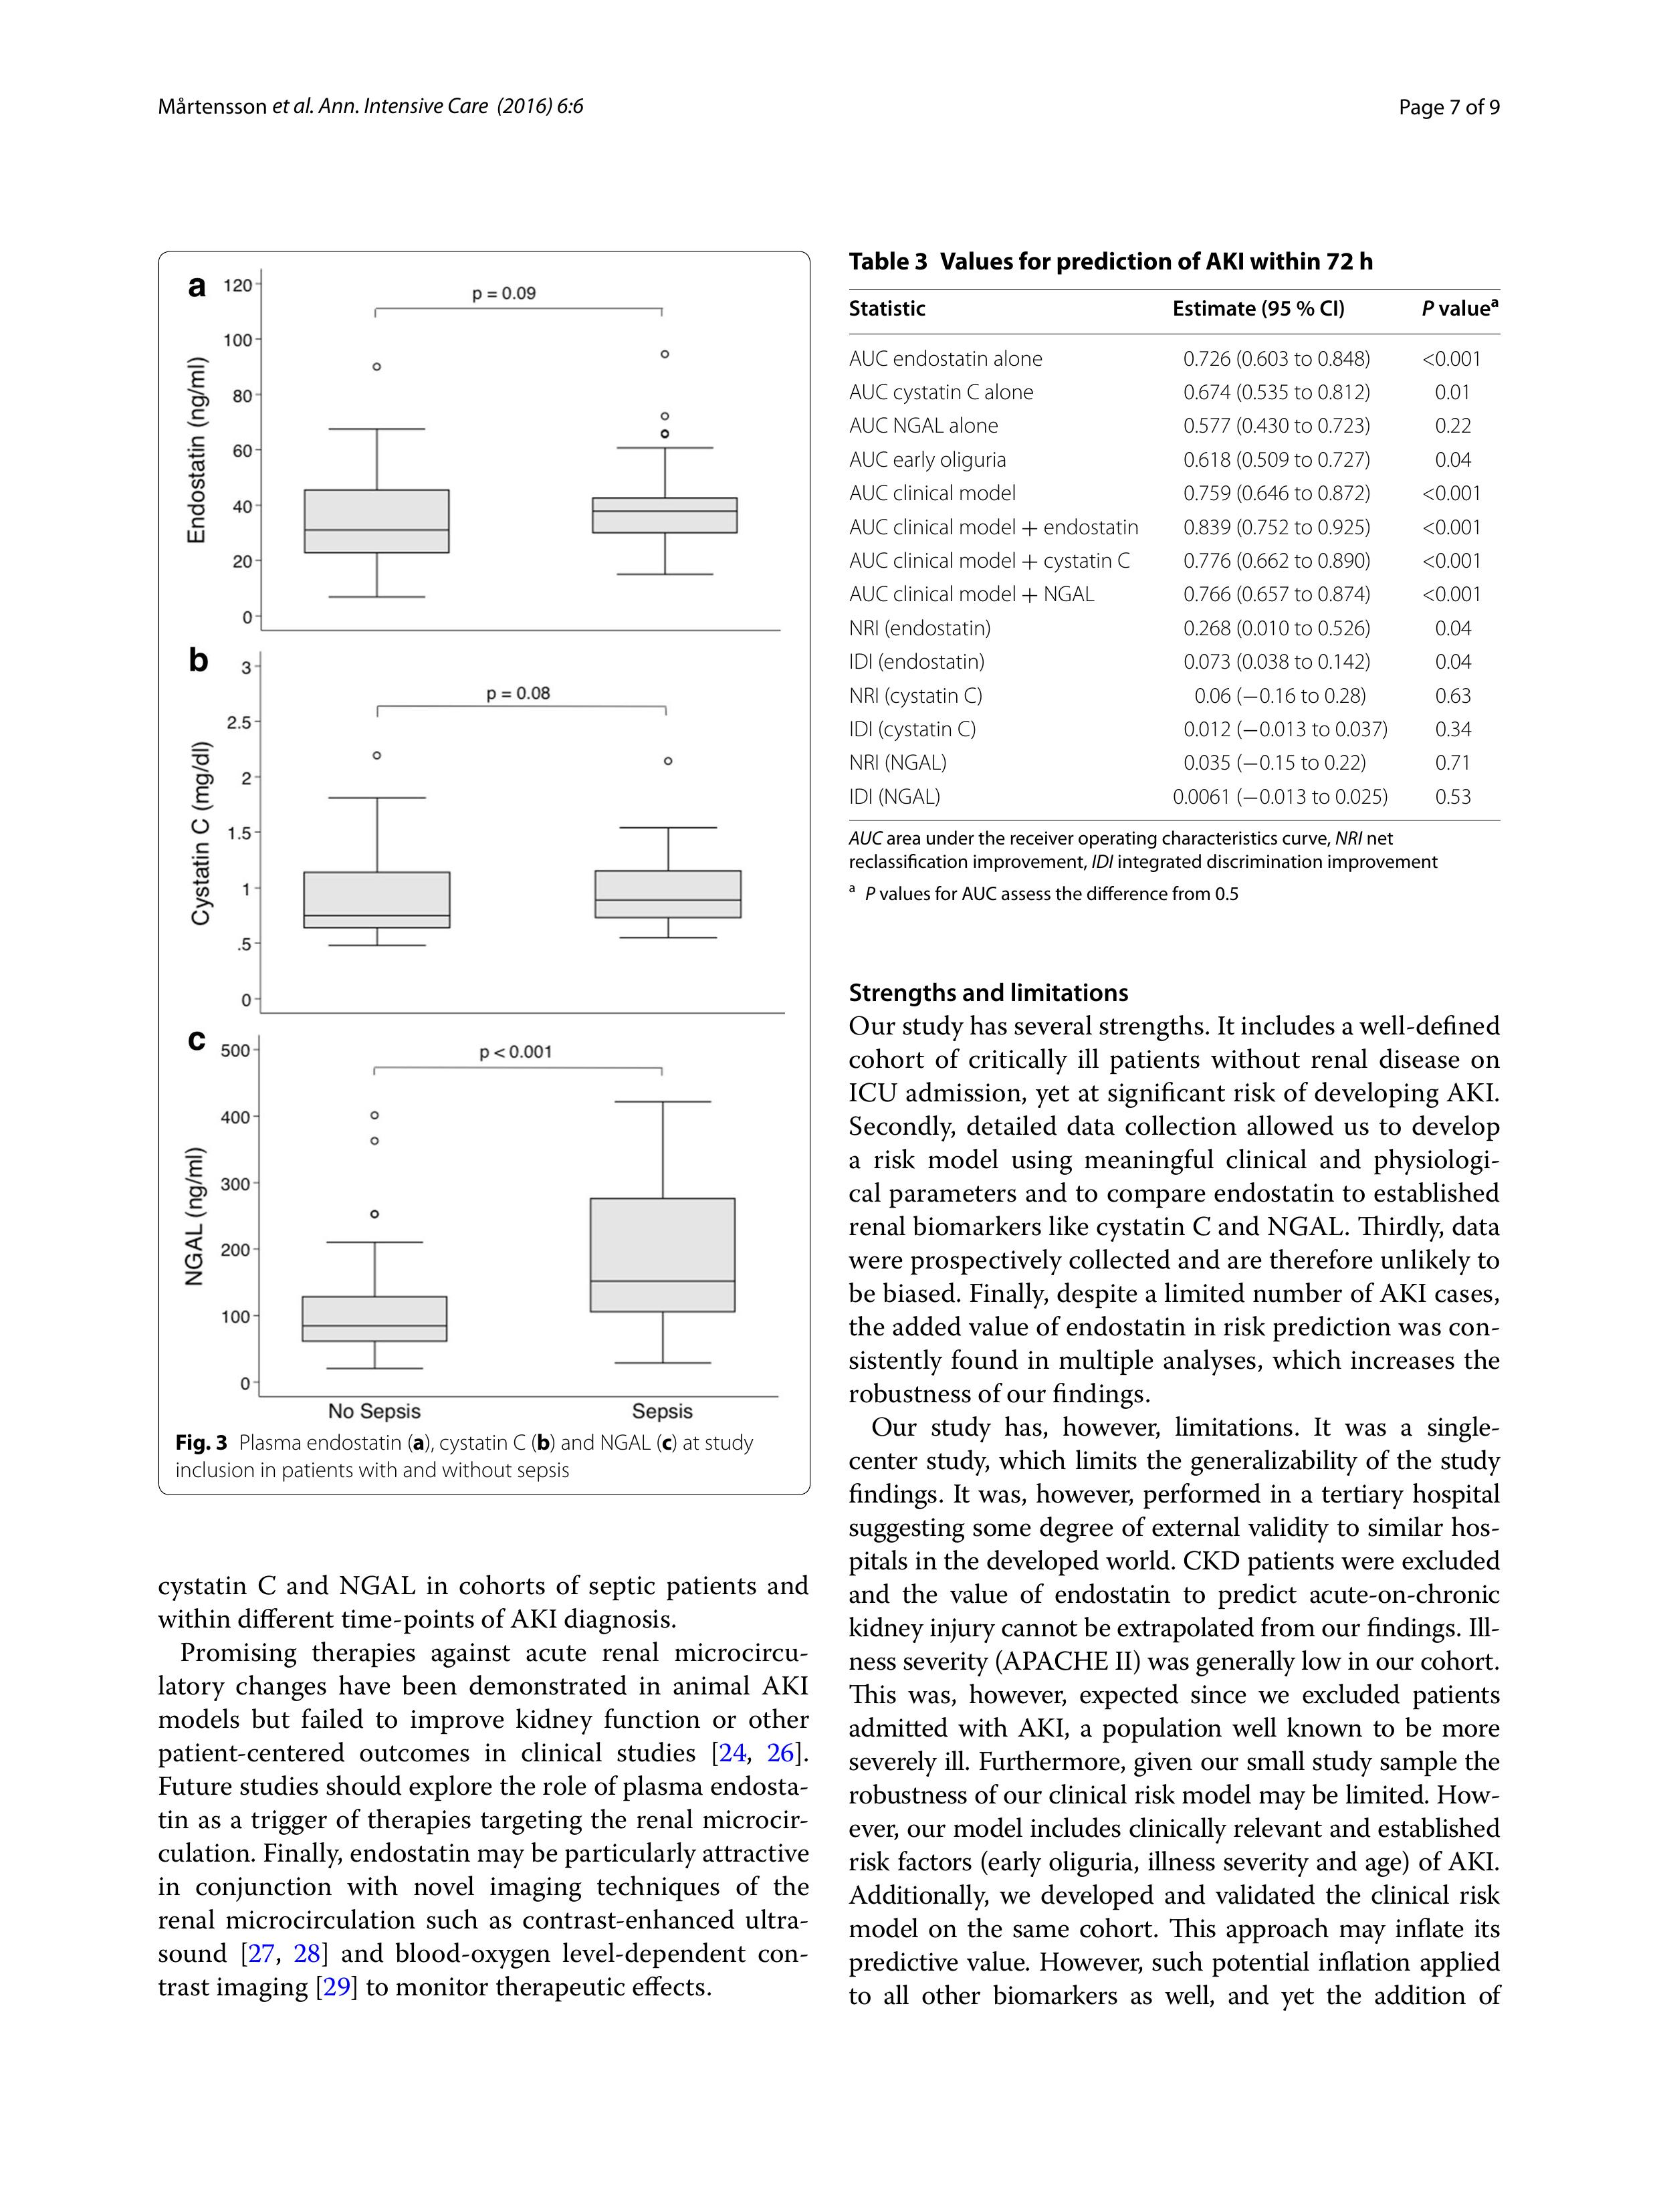 Mårtensson et al. Ann. Intensive Care (2016) 6:6
Page 7 of 9
a
120
100
80
60
40
20
0
Endostatin (ng/ml)
p = 0.09
b
3
2.5
2
1.5
1
.5
0
Cystatin C (mg/dl)
p = 0.08
c
500
400
300
200
100
0
NGAL (ng/ml)
p < 0.001
No Sepsis
Sepsis
Fig. 3 Plasma endostatin (a), cystatin C (b) and NGAL (c) at study
inclusion in patients with and without sepsis
cystatin C and NGAL in cohorts of septic patients and
within different time-points of AKI diagnosis.
Promising therapies against acute renal microcircu-
latory changes have been demonstrated in animal AKI
models but failed to improve kidney function or other
patient-centered outcomes in clinical studies [24, 26].
Future studies should explore the role of plasma endosta-
tin as a trigger of therapies targeting the renal microcir-
culation. Finally, endostatin may be particularly attractive
in conjunction with novel imaging techniques of the
renal microcirculation such as contrast-enhanced ultra-
sound [27, 28] and blood-oxygen level-dependent con-
trast imaging [29] to monitor therapeutic effects.
Table 3 Values for prediction of AKI within 72 h
Statistic Estimate (95 % CI) P value^a
AUC endostatin alone 0.726 (0.603 to 0.848) <0.001
AUC cystatin C alone 0.674 (0.535 to 0.812) 0.01
AUC NGAL alone 0.577 (0.430 to 0.723) 0.22
AUC early oliguria 0.618 (0.509 to 0.727) 0.04
AUC clinical model 0.759 (0.646 to 0.872) <0.001
AUC clinical model + endostatin 0.839 (0.752 to 0.925) <0.001
AUC clinical model + cystatin C 0.776 (0.662 to 0.890) <0.001
AUC clinical model + NGAL 0.766 (0.657 to 0.874) <0.001
NRI (endostatin) 0.268 (0.010 to 0.526) 0.04
IDI (endostatin) 0.073 (0.038 to 0.142) 0.04
NRI (cystatin C) 0.06 (−0.16 to 0.28) 0.63
IDI (cystatin C) 0.012 (−0.013 to 0.037) 0.34
NRI (NGAL) 0.035 (−0.15 to 0.22) 0.71
IDI (NGAL) 0.0061 (−0.013 to 0.025) 0.53
AUC area under the receiver operating characteristics curve, NRI net
reclassification improvement, IDI integrated discrimination improvement
a P values for AUC assess the difference from 0.5
Strengths and limitations
Our study has several strengths. It includes a well-defined
cohort of critically ill patients without renal disease on
ICU admission, yet at significant risk of developing AKI.
Secondly, detailed data collection allowed us to develop
a risk model using meaningful clinical and physiologi-
cal parameters and to compare endostatin to established
renal biomarkers like cystatin C and NGAL. Thirdly, data
were prospectively collected and are therefore unlikely to
be biased. Finally, despite a limited number of AKI cases,
the added value of endostatin in risk prediction was con-
sistently found in multiple analyses, which increases the
robustness of our findings.
Our study has, however, limitations. It was a single-
center study, which limits the generalizability of the study
findings. It was, however, performed in a tertiary hospital
suggesting some degree of external validity to similar hos-
pitals in the developed world. CKD patients were excluded
and the value of endostatin to predict acute-on-chronic
kidney injury cannot be extrapolated from our findings. Ill-
ness severity (APACHE II) was generally low in our cohort.
This was, however, expected since we excluded patients
admitted with AKI, a population well known to be more
severely ill. Furthermore, given our small study sample the
robustness of our clinical risk model may be limited. How-
ever, our model includes clinically relevant and established
risk factors (early oliguria, illness severity and age) of AKI.
Additionally, we developed and validated the clinical risk
model on the same cohort. This approach may inflate its
predictive value. However, such potential inflation applied
to all other biomarkers as well, and yet the addition of